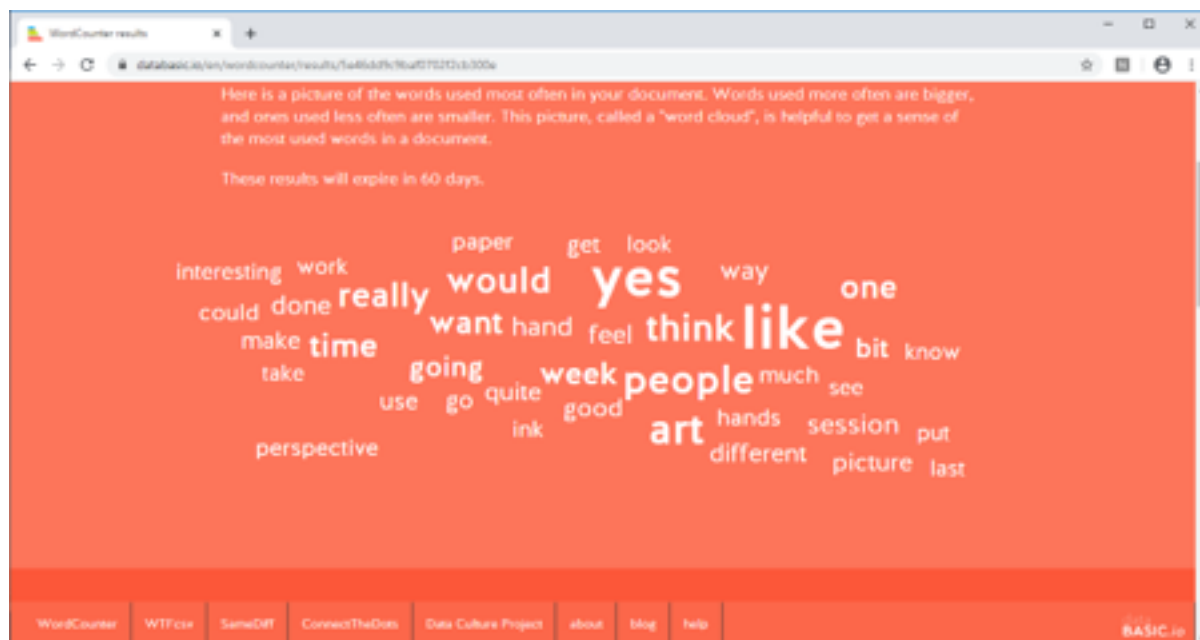 WordCounter results
databasic.io/en/wordcounter/results/
Here is a picture of the words used most often in your document. Words used more often are bigger,
and ones used less often are smaller. This picture, called a "word cloud", is helpful to get a sense of
the most used words in a document.
These results will expire in 60 days.
paper get look
interesting work would yes way
could done really one
want hand feel think like
make time bit know
take going week people much see
use go quite good
ink art hands session put
perspective different picture last
WordCounter WTFcsv SameDiff ConnectTheDots Data Culture Project about blog help
BASIC.io